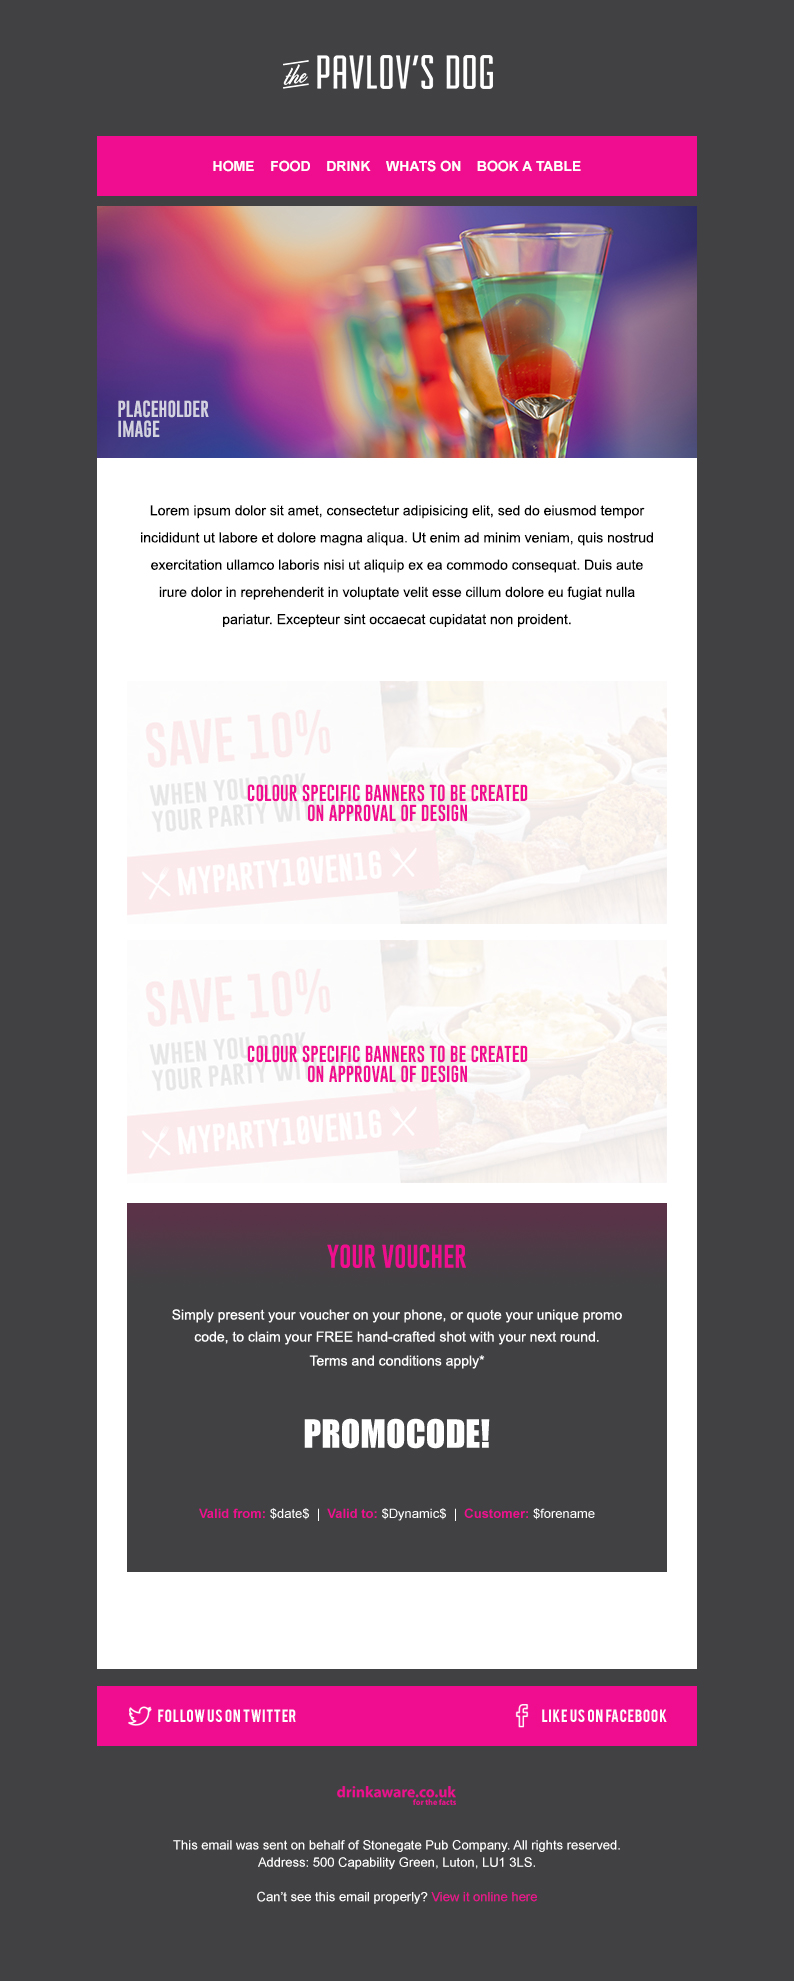 the PAVLOV'S DOG
HOME FOOD DRINK WHATS ON BOOK A TABLE
PLACEHOLDER
IMAGE
Lorem ipsum dolor sit amet, consectetur adipisicing elit, sed do eiusmod tempor
incididunt ut labore et dolore magna aliqua. Ut enim ad minim veniam, quis nostrud
exercitation ullamco laboris nisi ut aliquip ex ea commodo consequat. Duis aute
irure dolor in reprehenderit in voluptate velit esse cillum dolore eu fugiat nulla
pariatur. Excepteur sint occaecat cupidatat non proident.
SAVE 10%
WHEN YOU BOOK
YOUR PARTY WI
COLOUR SPECIFIC BANNERS TO BE CREATED
ON APPROVAL OF DESIGN
MYPARTY10VEN16
SAVE 10%
WHEN YOU BOOK
YOUR PARTY WI
COLOUR SPECIFIC BANNERS TO BE CREATED
ON APPROVAL OF DESIGN
MYPARTY10VEN16
YOUR VOUCHER
Simply present your voucher on your phone, or quote your unique promo
code, to claim your FREE hand-crafted shot with your next round.
Terms and conditions apply*
PROMOCODE!
Valid from: $date$ | Valid to: $Dynamic$ | Customer: $forename
FOLLOW US ON TWITTER
LIKE US ON FACEBOOK
drinkaware.co.uk
for the facts
This email was sent on behalf of Stonegate Pub Company. All rights reserved.
Address: 500 Capability Green, Luton, LU1 3LS.
Can't see this email properly? View it online here